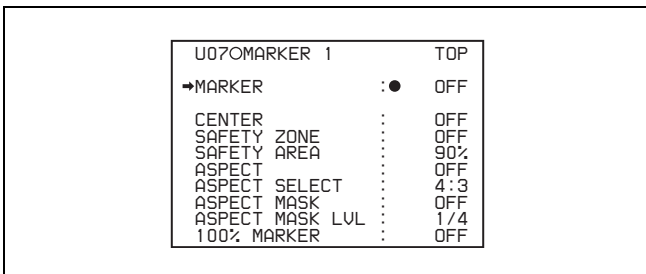 U07○MARKER 1 TOP
➡MARKER :● OFF
CENTER : OFF
SAFETY ZONE : OFF
SAFETY AREA : 90%
ASPECT : OFF
ASPECT SELECT : 4:3
ASPECT MASK : OFF
ASPECT MASK LVL : 1/4
100% MARKER : OFF